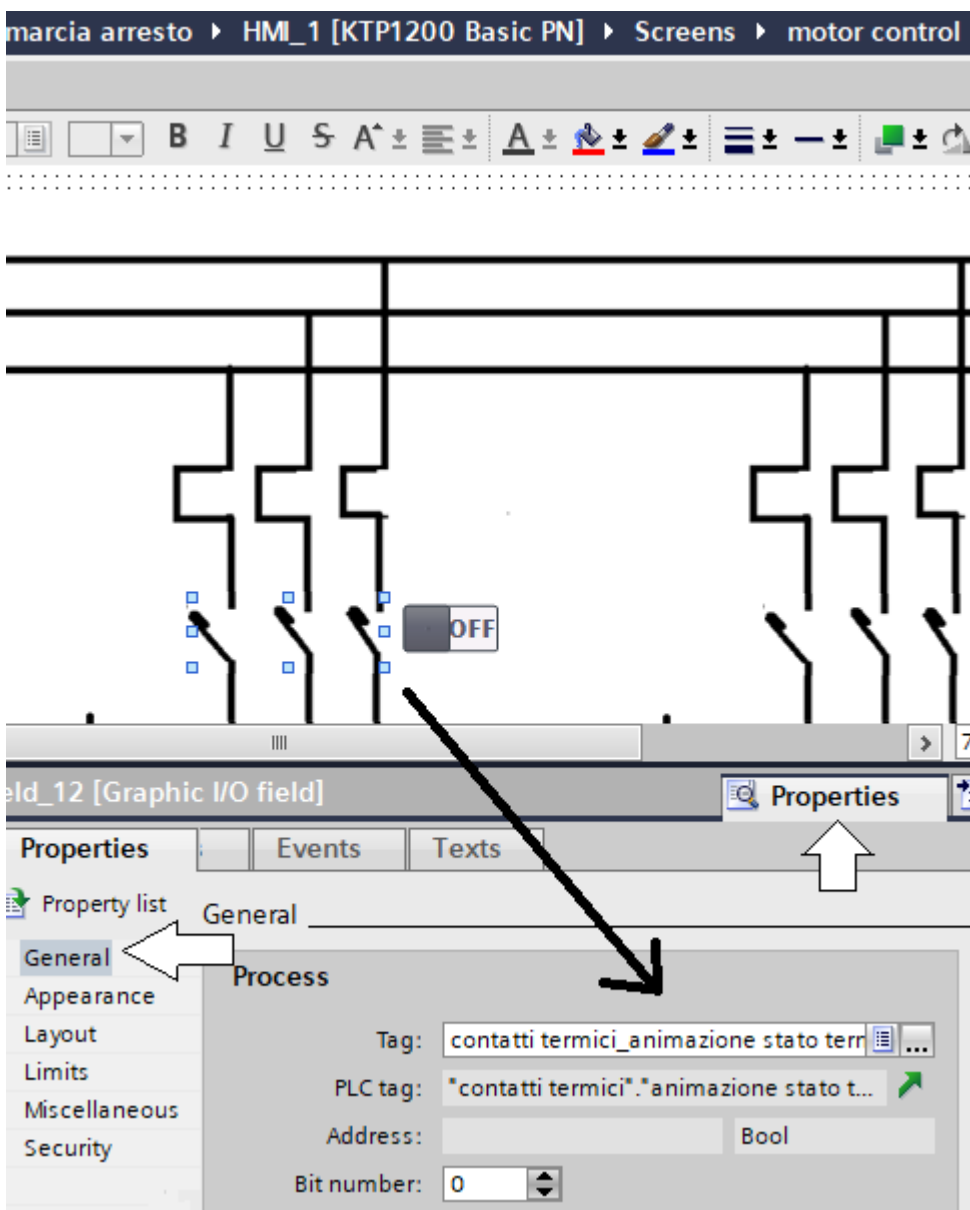 marcia arresto ▸ HMI_1 [KTP1200 Basic PN] ▸ Screens ▸ motor control
B I U S A A
OFF
eld_12 [Graphic I/O field] Properties
Properties Events Texts
Property list General
General
Process
Appearance
Layout
Limits
Miscellaneous
Security
Tag: contatti termici_animazione stato tern ...
PLC tag: "contatti termici"."animazione stato t...
Address: Bool
Bit number: 0